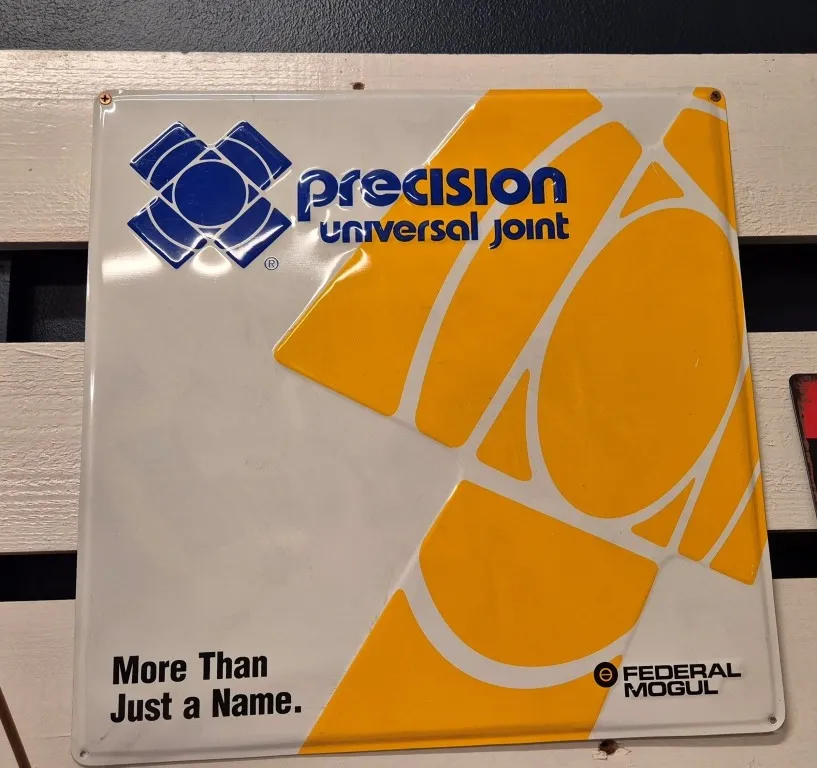 precision
universal joint
®
More Than
Just a Name.
FEDERAL
MOGUL